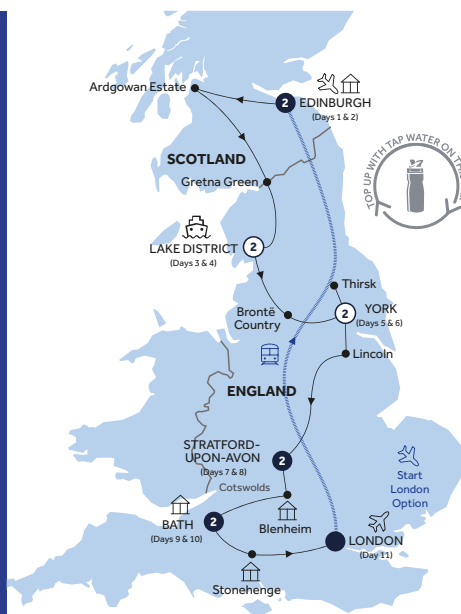 Ardgowan Estate
2
EDINBURGH
(Days 1 & 2)
TOP UP WITH TAP WATER ON THE
SCOTLAND
Gretna Green
2
LAKE DISTRICT
(Days 3 & 4)
Thirsk
Brontë
Country
2
YORK
(Days 5 & 6)
Lincoln
ENGLAND
STRATFORD-
UPON-AVON
(Days 7 & 8)
2
Cotswolds
Start
London
Option
BATH
(Days 9 & 10)
2
Blenheim
LONDON
(Day 11)
Stonehenge